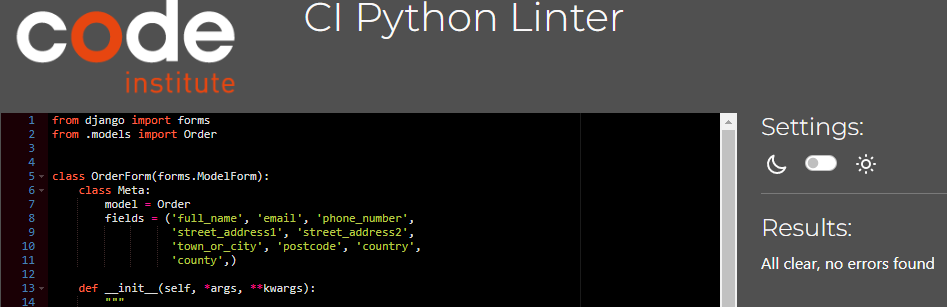 code
institute
CI Python Linter
1 from django import forms
2 from .models import Order
3
4
5 class OrderForm(forms.ModelForm):
6     class Meta:
7         model = Order
8         fields = ('full_name', 'email', 'phone_number',
9                   'street_address1', 'street_address2',
10                   'town_or_city', 'postcode', 'country',
11                   'county',)
12
13     def __init__(self, *args, **kwargs):
14         """
Settings:
Results:
All clear, no errors found